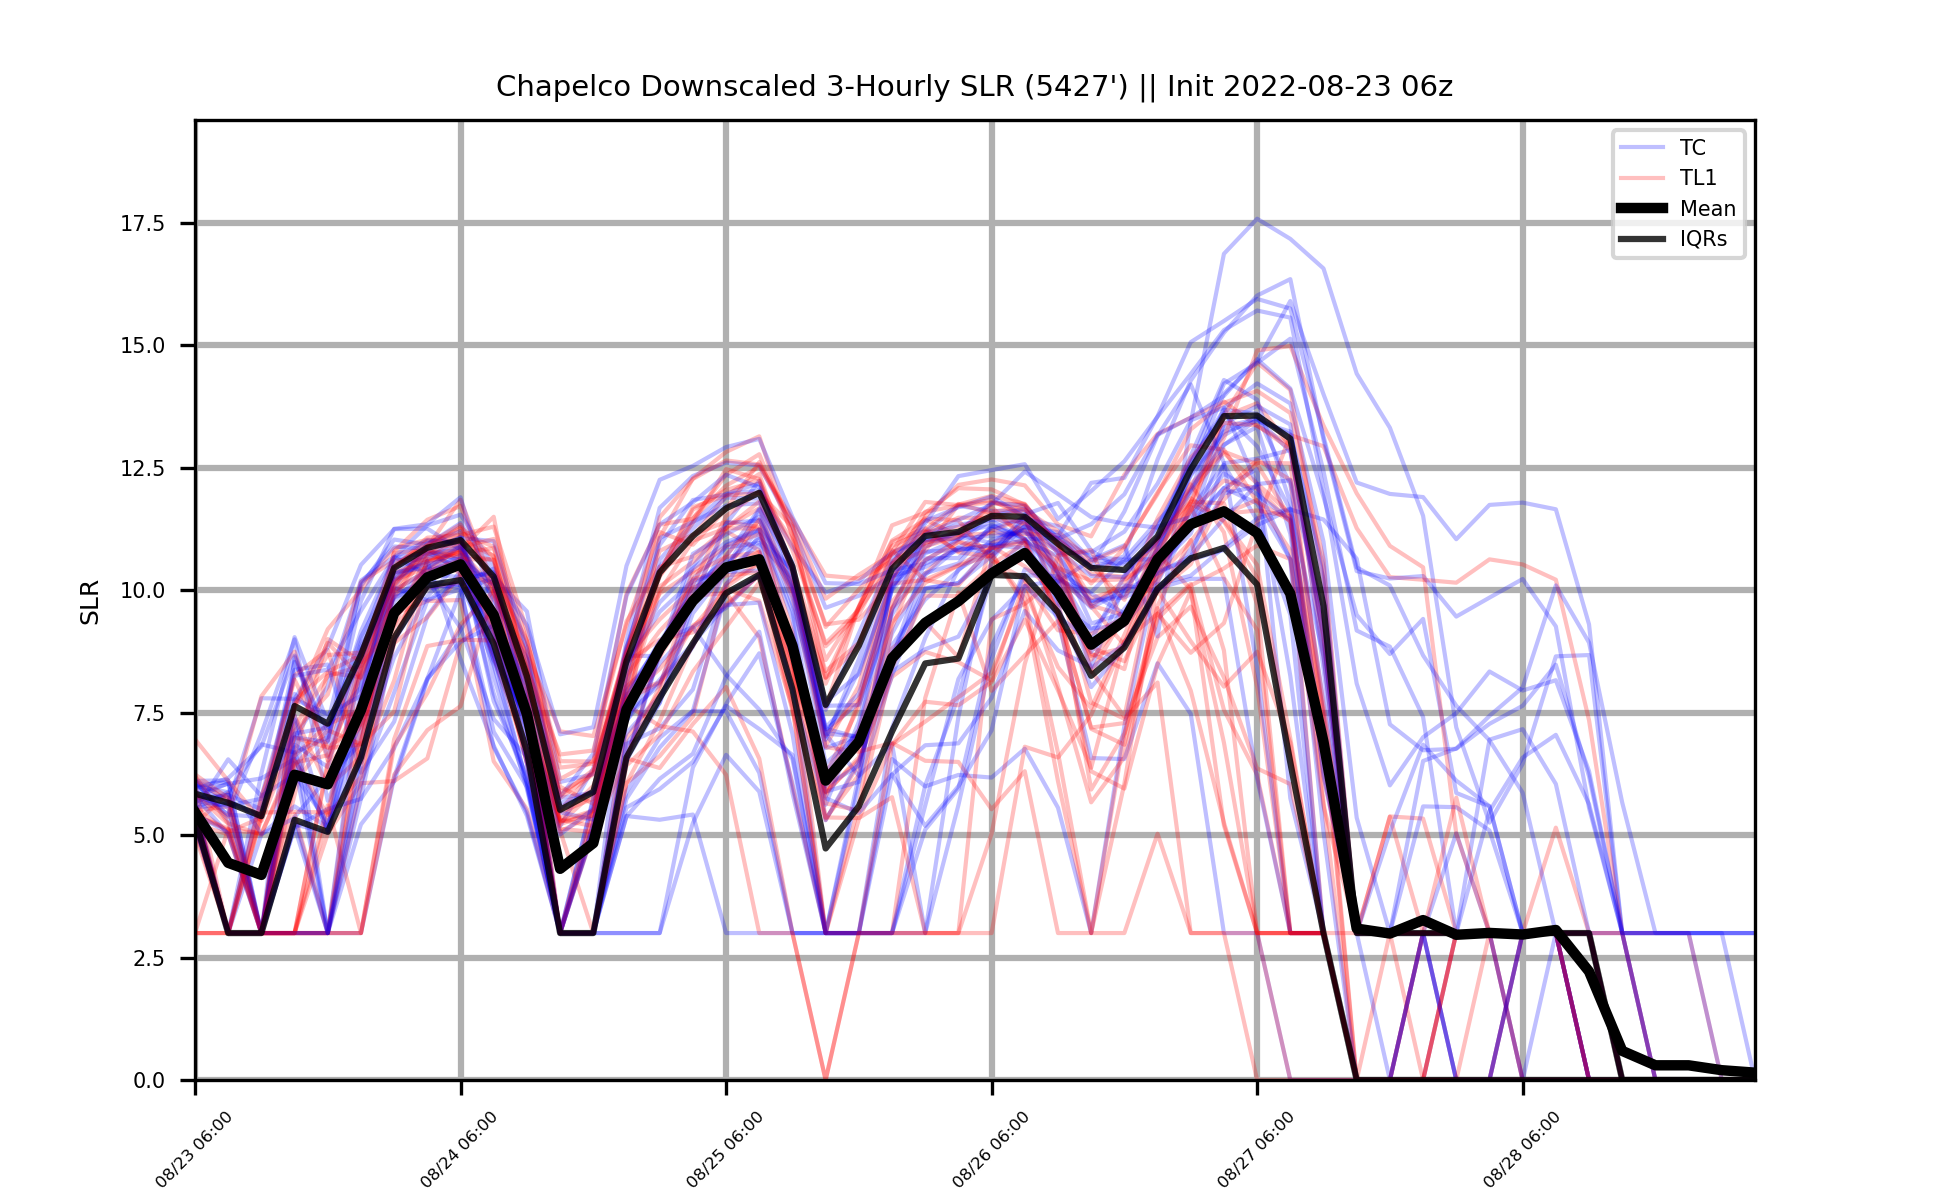 Chapelco Downscaled 3-Hourly SLR (5427') || Init 2022-08-23 06z
TC
TL1
Mean
IQRs
SLR
17.5
15.0
12.5
10.0
7.5
5.0
2.5
0.0
08/23 06:00
08/24 06:00
08/25 06:00
08/26 06:00
08/27 06:00
08/28 06:00